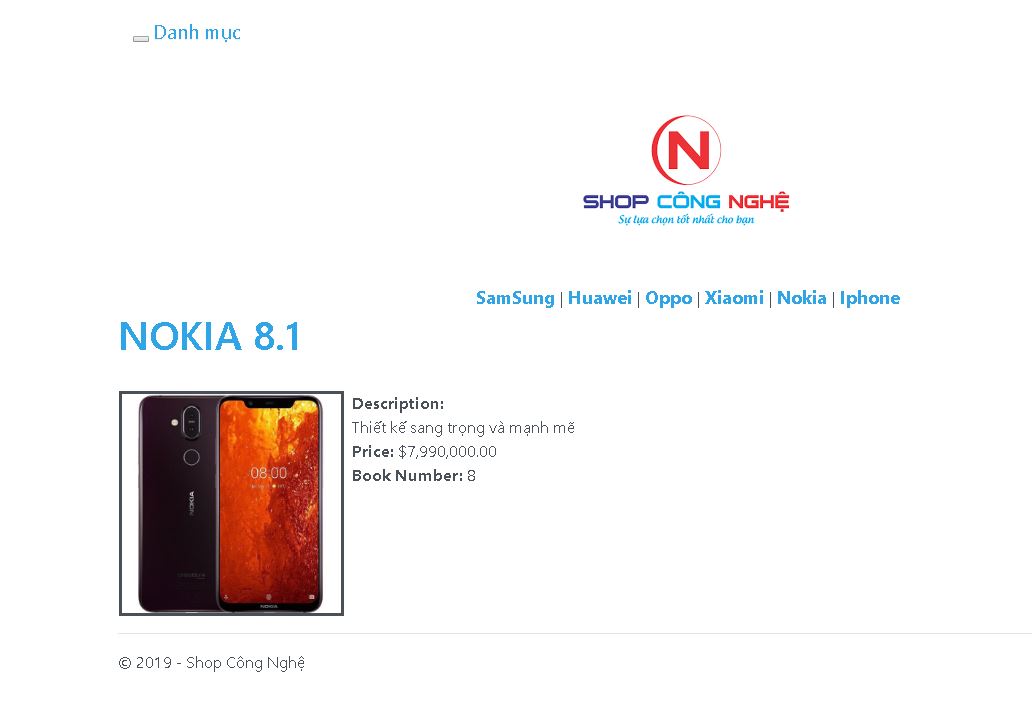 Danh mục
N
SHOP CÔNG NGHỆ
Sự lựa chọn tốt nhất cho bạn
SamSung | Huawei | Oppo | Xiaomi | Nokia | Iphone
NOKIA 8.1
Description:
Thiết kế sang trọng và mạnh mẽ
Price: $7,990,000.00
Book Number: 8
08:00
NOKIA
NOKIA
© 2019 - Shop Công Nghệ